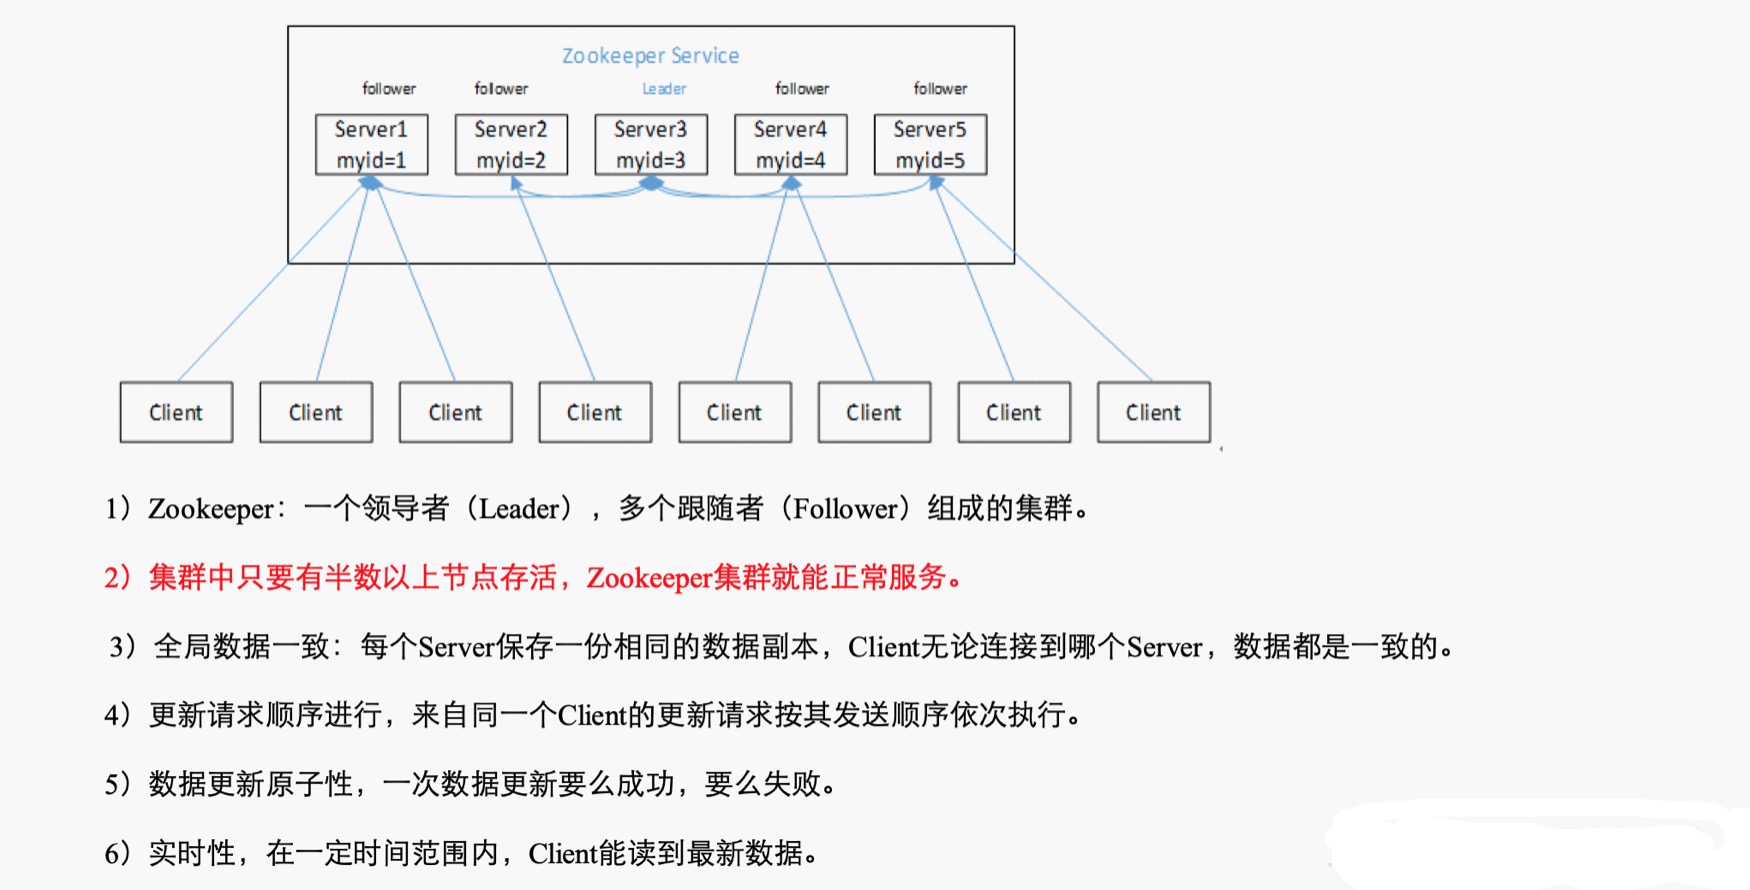 Zookeeper Service
follower follower Leader follower follower
Server1 Server2 Server3 Server4 Server5
myid=1 myid=2 myid=3 myid=4 myid=5
Client Client Client Client Client Client Client Client
1）Zookeeper：一个领导者（Leader），多个跟随者（Follower）组成的集群。
2）集群中只要有半数以上节点存活，Zookeeper集群就能正常服务。
3）全局数据一致：每个Server保存一份相同的数据副本，Client无论连接到哪个Server，数据都是一致的。
4）更新请求顺序进行，来自同一个Client的更新请求按其发送顺序依次执行。
5）数据更新原子性，一次数据更新要么成功，要么失败。
6）实时性，在一定时间范围内，Client能读到最新数据。